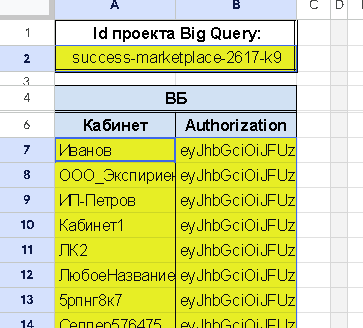 A B C D
1 Id проекта Big Query:
2 success-marketplace-2617-k9
3
4 ВБ
6 Кабинет Authorization
7 Иванов eyJhbGciOiJFUz
8 ООО_Экспириен eyJhbGciOiJFUz
9 ИП-Петров eyJhbGciOiJFUz
10 Кабинет1 eyJhbGciOiJFUz
11 ЛК2 eyJhbGciOiJFUz
12 ЛюбоеНазвание eyJhbGciOiJFUz
13 5рпнг8к7 eyJhbGciOiJFUz
14 Селлер576475 eyJhbGciOiJFUz